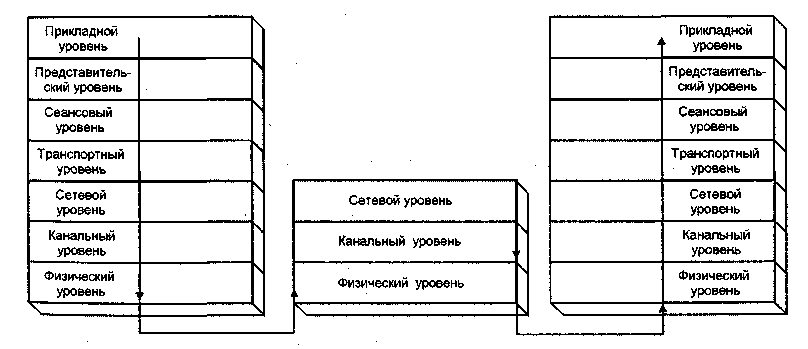 Прикладной
уровень
Представитель-
ский уровень
Сеансовый
уровень
Транспортный
уровень
Сетевой
уровень
Канальный
уровень
Физический
уровень
Сетевой уровень
Канальный уровень
Физический уровень
Прикладной
уровень
Представитель-
ский уровень
Сеансовый
уровень
Транспортный
уровень
Сетевой
уровень
Канальный
уровень
Физический
уровень